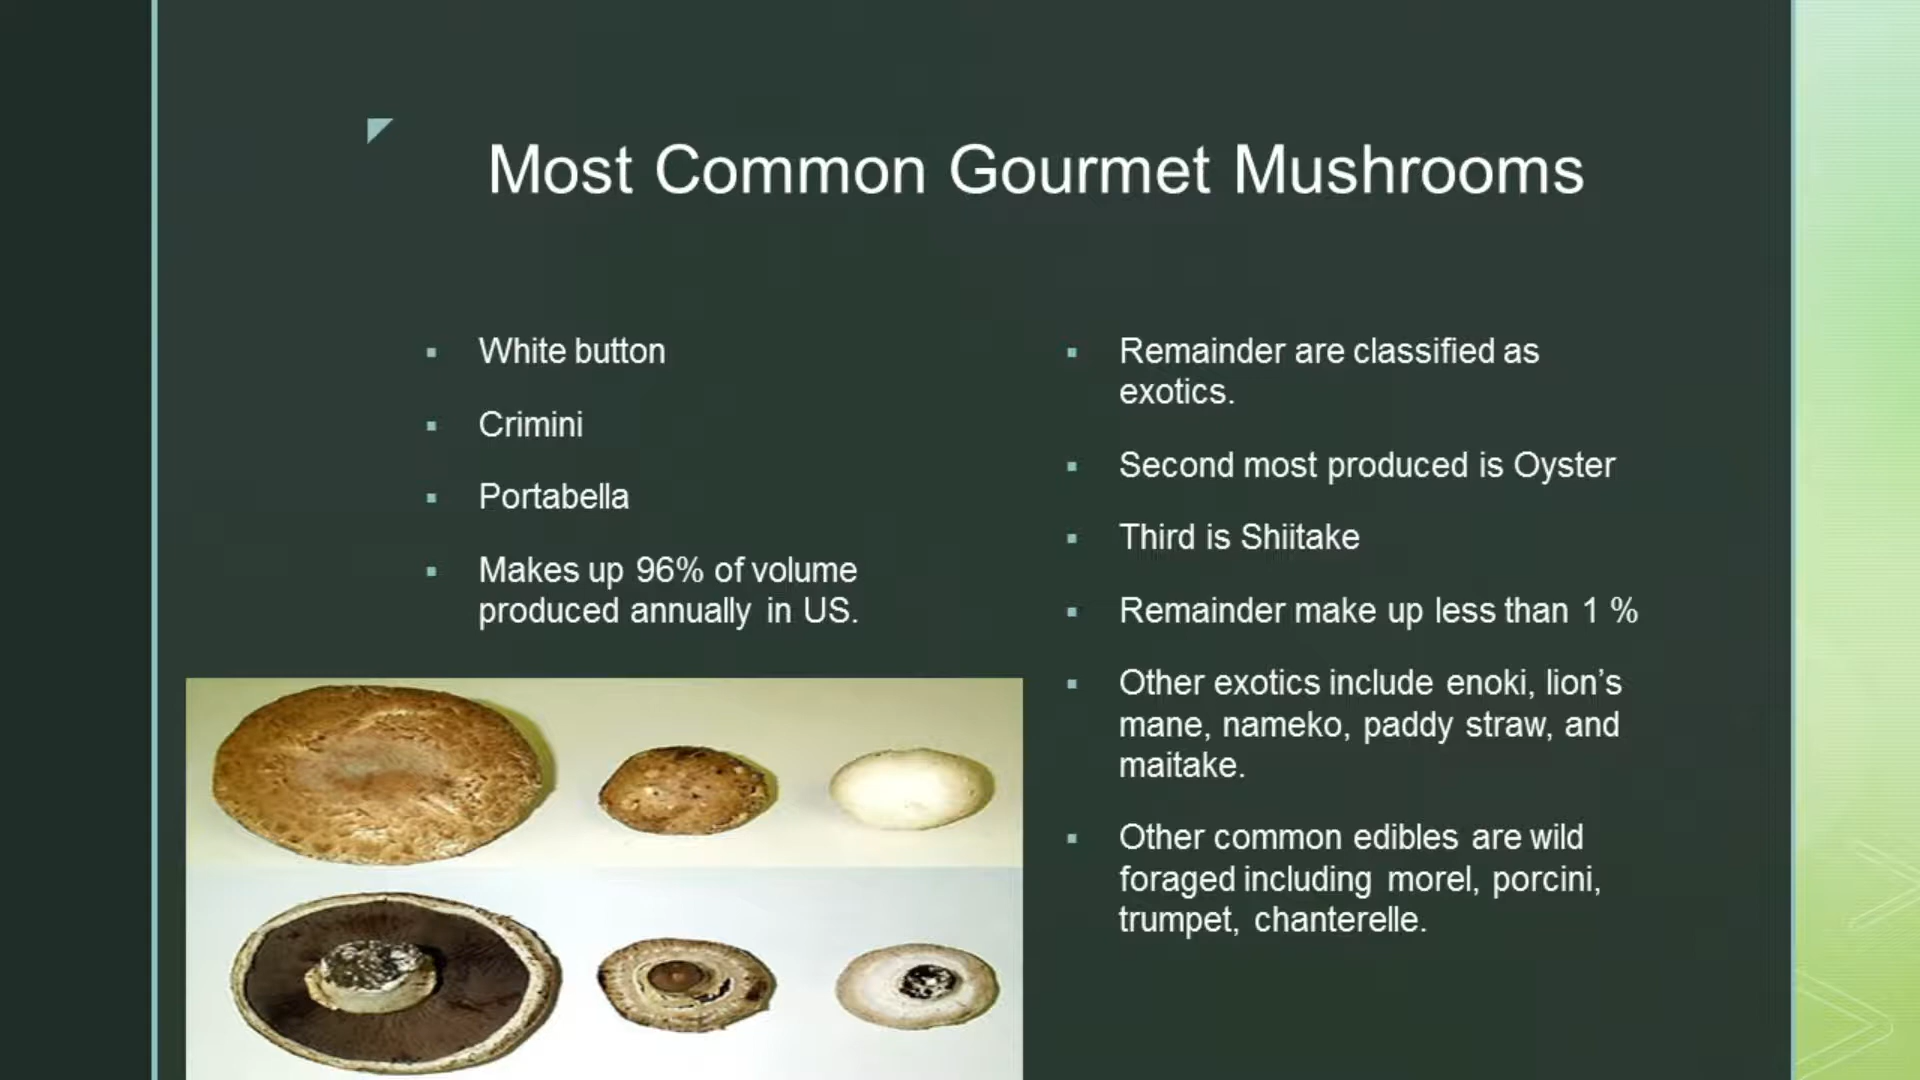 Most Common Gourmet Mushrooms
White button
Crimini
Portabella
Makes up 96% of volume
produced annually in US.
Remainder are classified as
exotics.
Second most produced is Oyster
Third is Shiitake
Remainder make up less than 1 %
Other exotics include enoki, lion’s
mane, nameko, paddy straw, and
maitake.
Other common edibles are wild
foraged including morel, porcini,
trumpet, chanterelle.